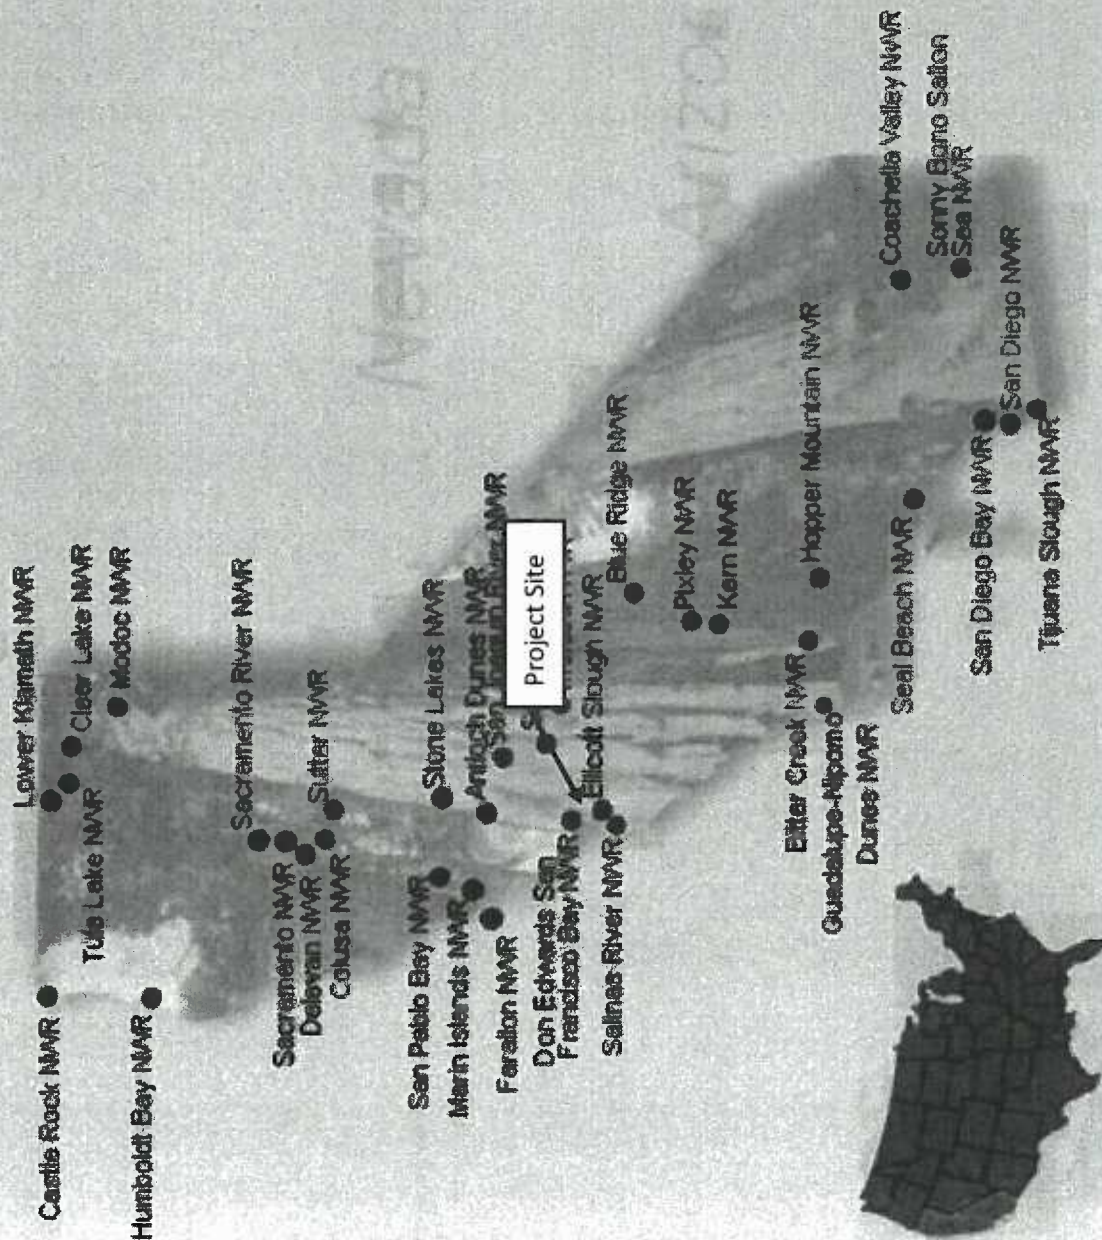 Castle Rock NWR
Humboldt Bay NWR
Lower Klamath NWR
Tule Lake NWR
Clear Lake NWR
Modoc NWR
Sacramento River NWR
Sacramento NWR
Delevan NWR
Colusa NWR
Sutter NWR
Nevada
San Pablo Bay NWR
Marin Islands NWR
Farallon NWR
Stone Lakes NWR
Antioch Dunes NWR
San Joaquin River NWR
Project Site
Don Edwards San
Francisco Bay NWR
Ellicott Slough NWR
Salinas River NWR
Blue Ridge NWR
Pixley NWR
Kern NWR
Bitter Creek NWR
Hopper Mountain NWR
Guadalupe-Nipomo
Dunes NWR
Seal Beach NWR
Coachella Valley NWR
Sonny Bono Salton
Sea NWR
San Diego Bay NWR
San Diego NWR
Tijuana Slough NWR